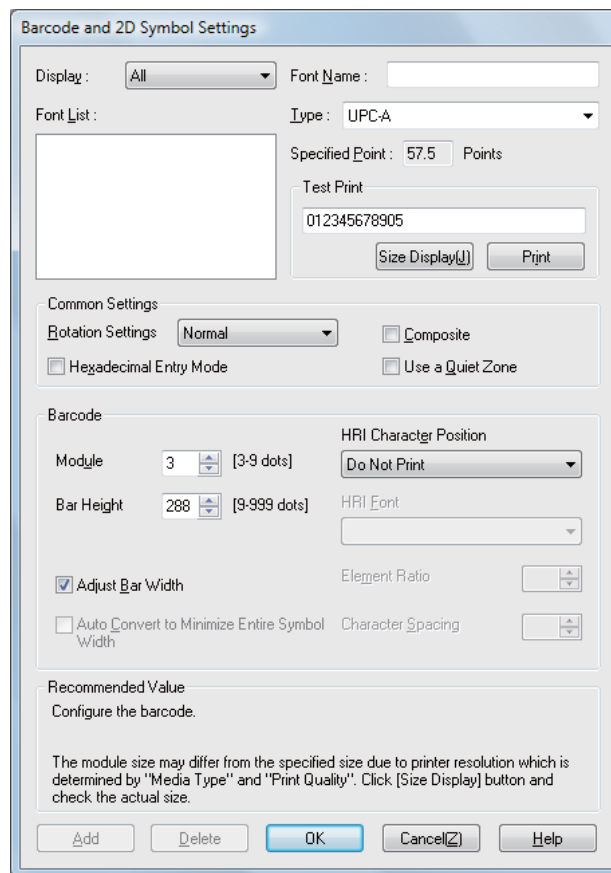 Barcode and 2D Symbol Settings
Display : All
Font Name :
Font List :
Type : UPC-A
Specified Point : 57.5 Points
Test Print
012345678905
Size Display(J) Print
Common Settings
Rotation Settings Normal
Composite
Hexadecimal Entry Mode
Use a Quiet Zone
Barcode
HRI Character Position
Module 3 [3-9 dots]
Do Not Print
Bar Height 288 [9-999 dots]
HRI Font
Adjust Bar Width
Element Ratio
Auto Convert to Minimize Entire Symbol
Width
Character Spacing
Recommended Value
Configure the barcode.
The module size may differ from the specified size due to printer resolution which is
determined by "Media Type" and "Print Quality". Click [Size Display] button and
check the actual size.
Add Delete OK Cancel(Z) Help